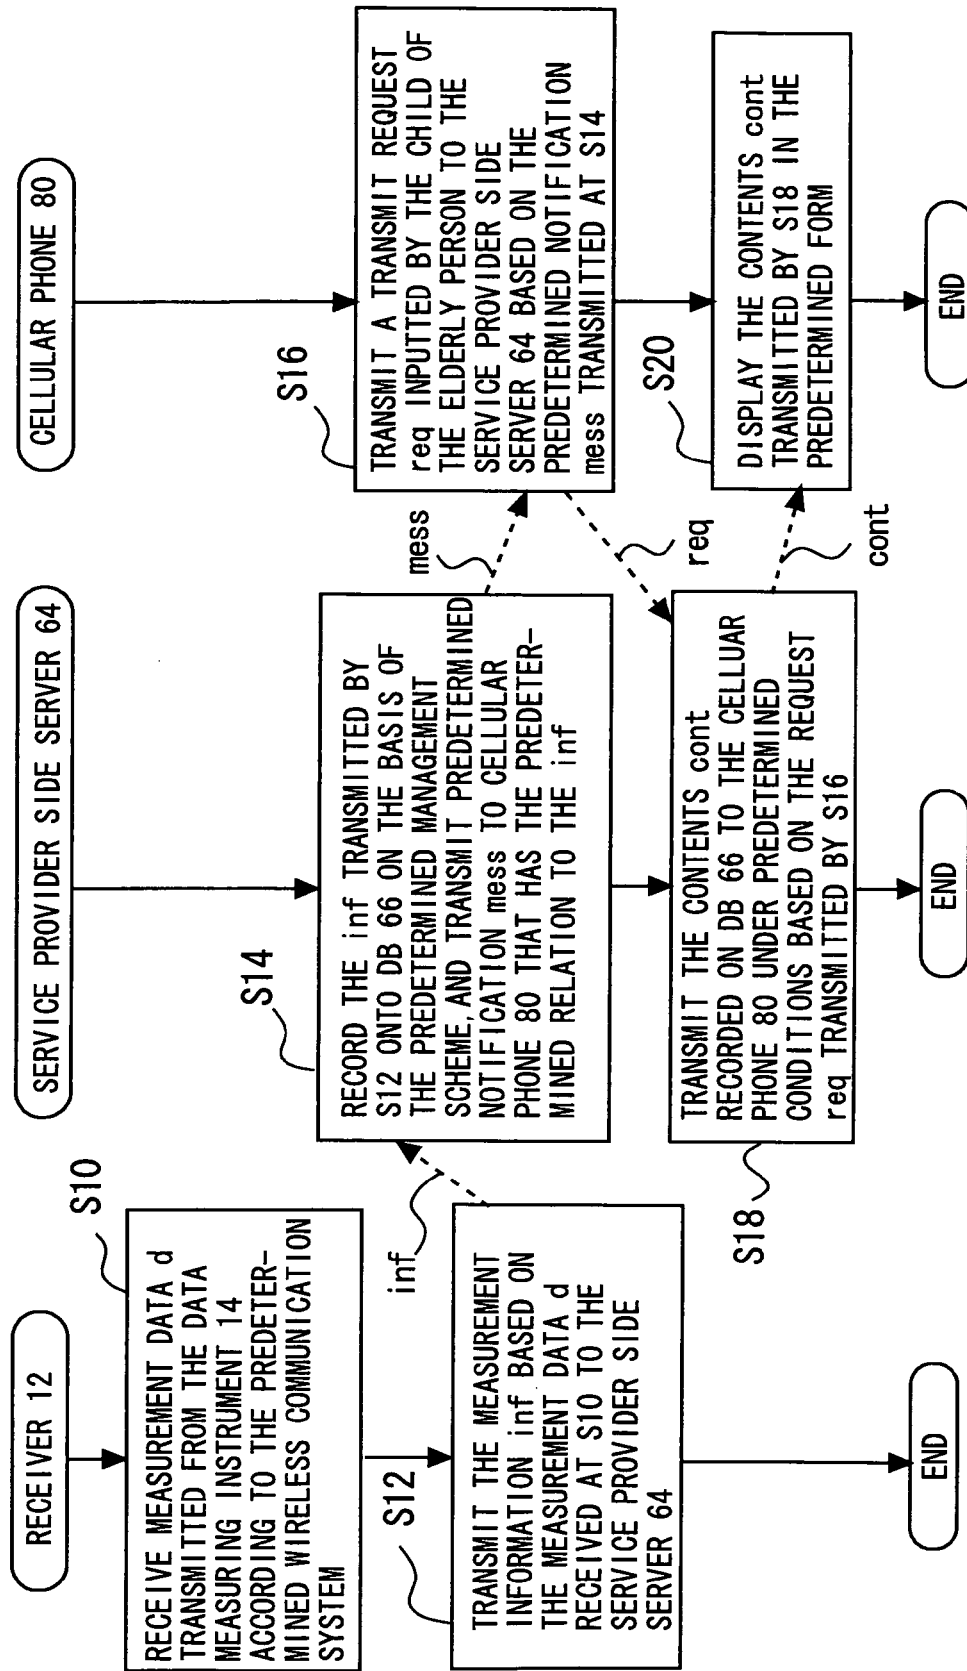 RECEIVER 12
S10
RECEIVE MEASUREMENT DATA d
TRANSMITTED FROM THE DATA
MEASURING INSTRUMENT 14
ACCORDING TO THE PREDETER-
MINED WIRELESS COMMUNICATION
SYSTEM
S12
inf
TRANSMIT THE MEASUREMENT
INFORMATION inf BASED ON
THE MEASUREMENT DATA d
RECEIVED AT S10 TO THE
SERVICE PROVIDER SIDE
SERVER 64
END
SERVICE PROVIDER SIDE SERVER 64
S14
RECORD THE inf TRANSMITTED BY
S12 ONTO DB 66 ON THE BASIS OF
THE PREDETERMINED MANAGEMENT
SCHEME, AND TRANSMIT PREDETERMINED
NOTIFICATION mess TO CELLULAR
PHONE 80 THAT HAS THE PREDETER-
MINED RELATION TO THE inf
S18
TRANSMIT THE CONTENTS cont
RECORDED ON DB 66 TO THE CELLUAR
PHONE 80 UNDER PREDETERMINED
CONDITIONS BASED ON THE REQUEST
req TRANSMITTED BY S16
END
CELLULAR PHONE 80
S16
TRANSMIT A TRANSMIT REQUEST
req INPUTTED BY THE CHILD OF
THE ELDERLY PERSON TO THE
SERVICE PROVIDER SIDE
SERVER 64 BASED ON THE
PREDETERMINED NOTIFICATION
mess TRANSMITTED AT S14
mess
req
S20
DISPLAY THE CONTENTS cont
TRANSMITTED BY S18 IN THE
PREDETERMINED FORM
cont
END